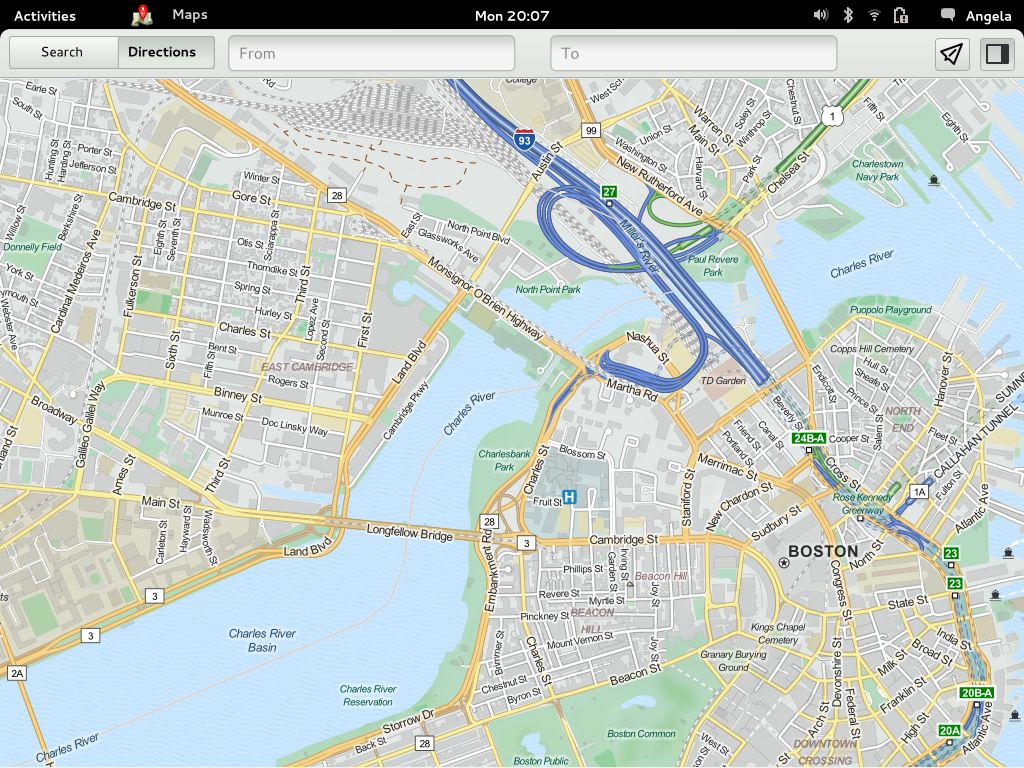 Activities
Maps
Mon 20:07
Angela
Search
Directions
From
To
Earle St
South St
Hunting St
Harding St
Porter St
Jefferson St
Winter St
Gore St
28
Cambridge St
Berkshire St
Willow St
Donnelly Field
York St
Webster Ave
Cardinal Medeiros Ave
Fulkerson St
Eighth St
Seventh St
Sciarappa St
Otis St
Thorndike St
Spring St
Third St
Hurley St
Lopez Ave
Second St
First St
Charles St
Sixth St
Fifth St
Bent St
EAST CAMBRIDGE
Rogers St
Binney St
Munroe St
Doc Linsky Way
Broadway
Galileo Galilei Way
Ames St
Third St
Main St
Carleton St
Hayward St
Wadsworth St
Land Blvd
3
3
2A
Land Blvd
Cambridge Pkwy
Charles River
Longfellow Bridge
Charles River
Basin
Charles River
Reservation
Charles River
Storrow Dr
Back St
28
East St
North Point Blvd
Glassworks Ave
Monsignor O'Brien Highway
North Point Park
Austin St
93
99
College
West St
Union St
Washington St
Warren St
Main St
Soley St
Winthrop St
Chestnut St
Harvard St
Park St
Chelsea St
1
Fifth St
Eighth St
Charlestown
Navy Park
New Rutherford Ave
27
Miller's River
Paul Revere
Park
Charles River
Puopolo Playground
Copps Hill Cemetery
Hull St
Sheafe St
Prince St
Endicott St
Hanover St
NORTH
END
Salem St
Cooper St
Fleet St
SUMNER
CALLAHAN TUNNEL
Fulton St
Atlantic Ave
1A
24B-A
Cross St
Rose Kennedy
Greenway
Nashua St
Martha Rd
TD Garden
Beverly St
Canal St
Friend St
Portland St
Merrimac St
New Chardon St
Staniford St
Sudbury St
Charlesbank
Park
Charles St
Blossom St
Fruit St
H
28
3
Embankment Rd
Cambridge St
Phillips St
Irving St
Garden St
Beacon Hill
Revere St
Myrtle St
Joy St
Pinckney St
BEACON
HILL
Mount Vernon St
Brimmer St
Charles St
Chestnut St
Byron St
Joy St
Beacon St
Boston Common
Boston Public
BOSTON
North St
Congress St
23
23
State St
Kings Chapel
Cemetery
Granary Burying
Ground
India St
Broad St
Milk St
Devonshire St
Franklin St
Federal St
Arch St
High St
West St
DOWNTOWN
CROSSING
20B-A
20A
Atlantic Ave